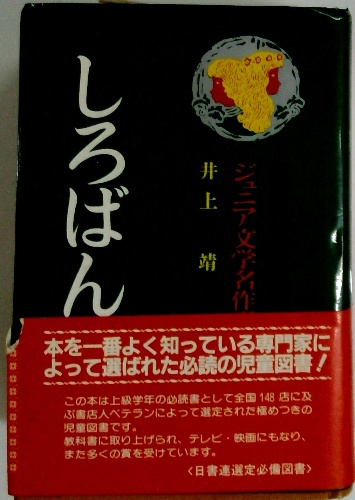 しろばん
井上 靖
ジュニア文学名作
本を一番よく知っている専門家に
よって選ばれた必読の児童図書!
この本は上級学年の必読書として全国148店に及
ぶ書店人ベテランによって選定された極めつきの
児童図書です。
教科書に取り上げられ、テレビ・映画にもなり、
また多くの賞を受けています。
〈日書連選定必備図書〉